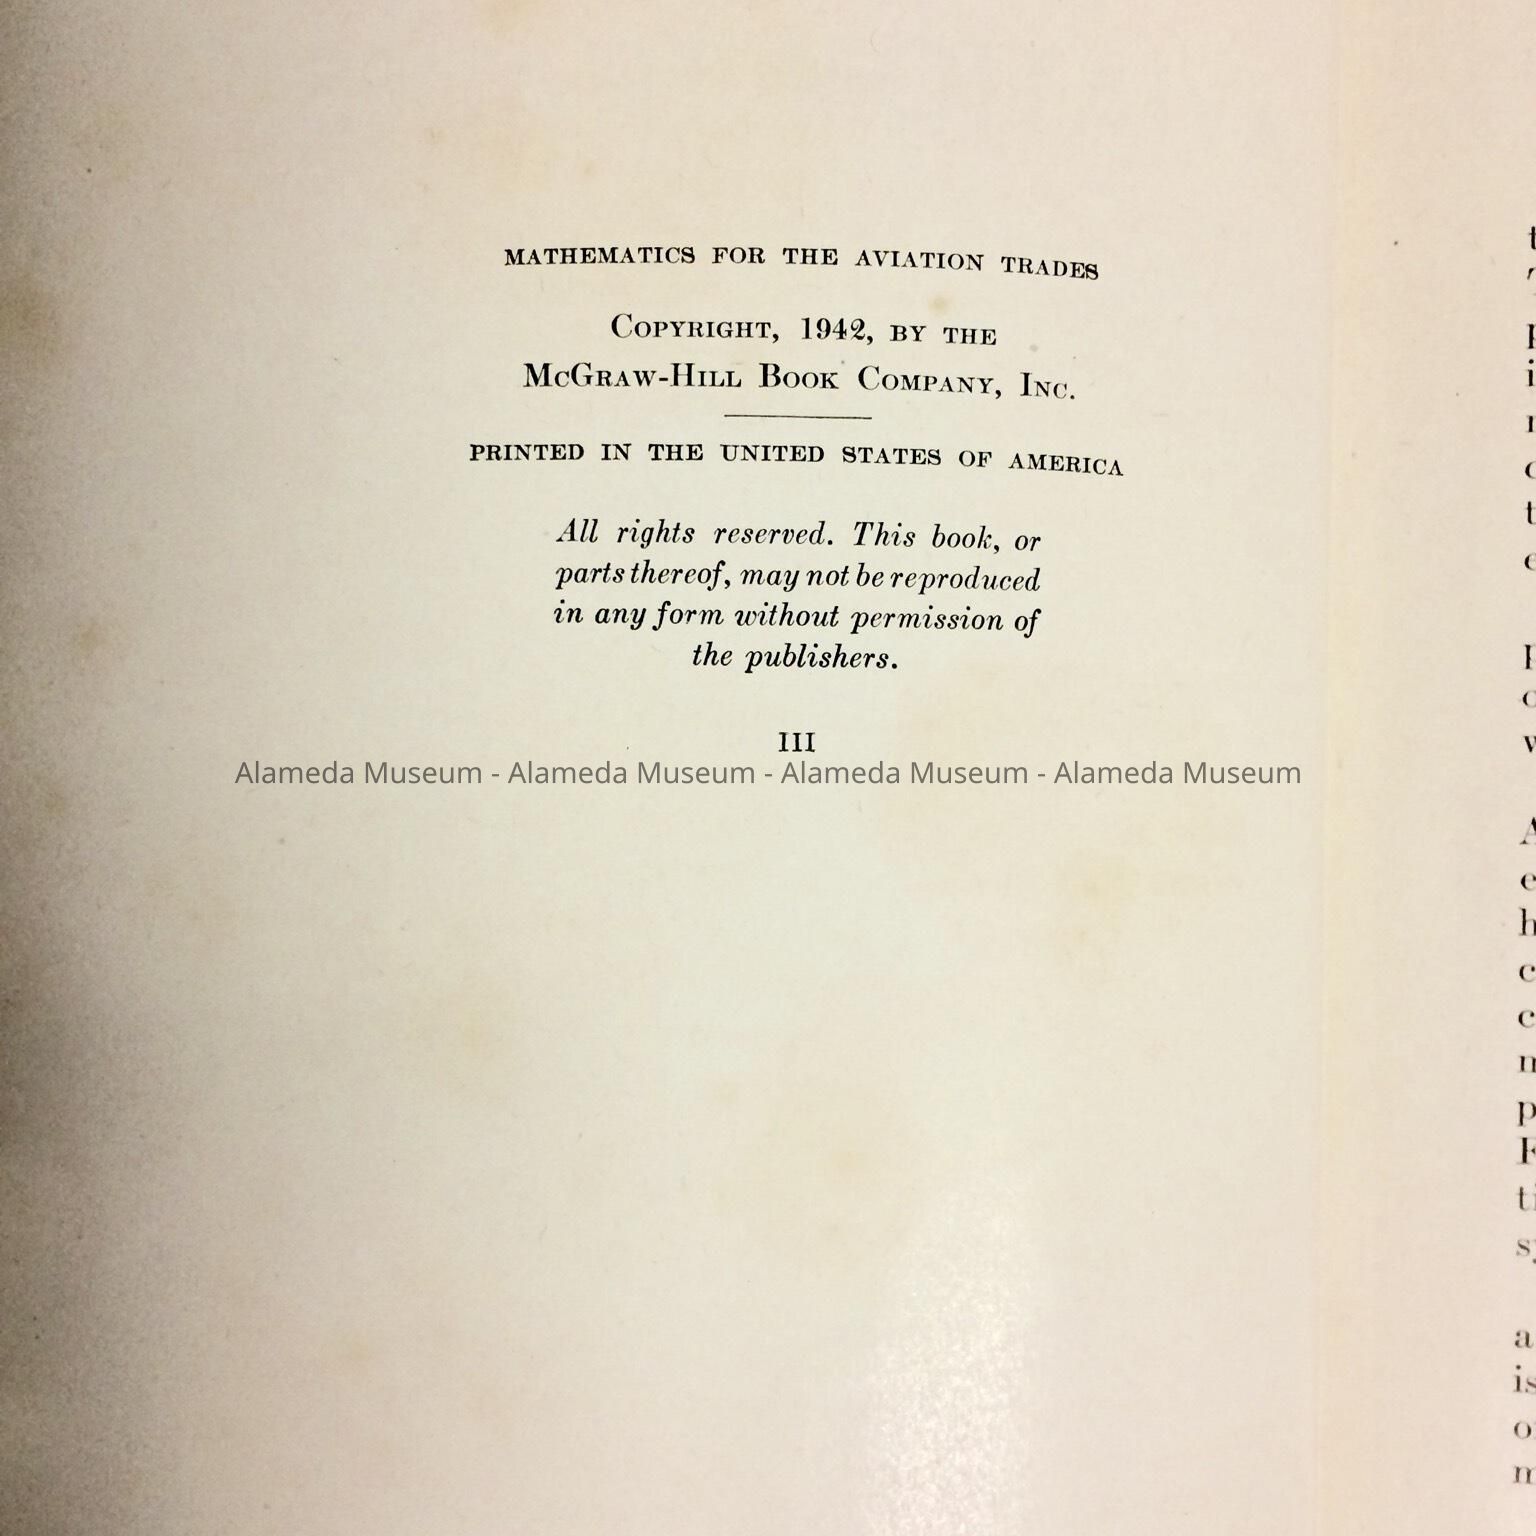 MATHEMATICS FOR THE AVIATION TRADES
COPYRIGHT, 1942, BY THE
MCGRAW-HILL BOOK COMPANY, INC.
PRINTED IN THE UNITED STATES OF AMERICA
All rights reserved. This book, or
parts thereof, may not be reproduced
in any form without permission of
the publishers.
III
Alameda Museum - Alameda Museum - Alameda Museum - Alameda Museum